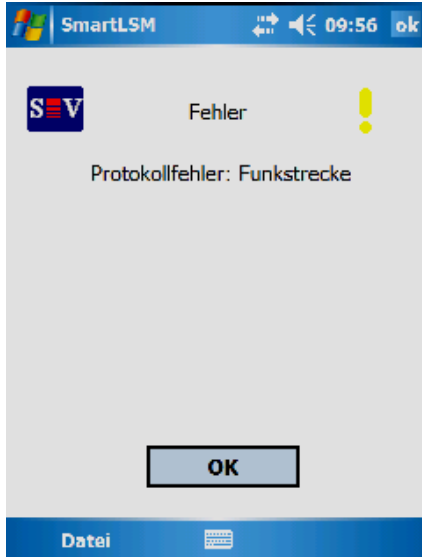 SmartLSM 09:56 ok
S V
Fehler
Protokollfehler: Funkstrecke
OK
Datei